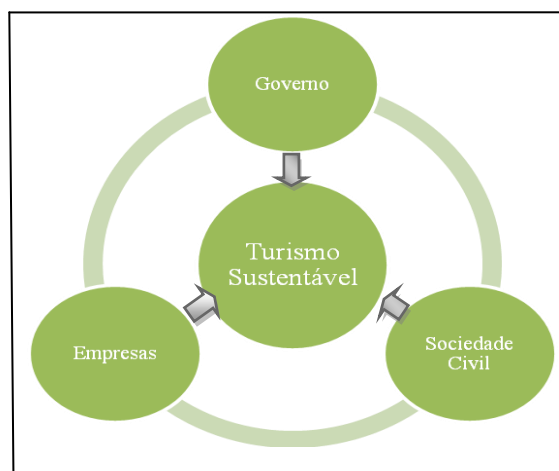 Governo
Turismo
Sustentável
Empresas
Sociedade
Civil